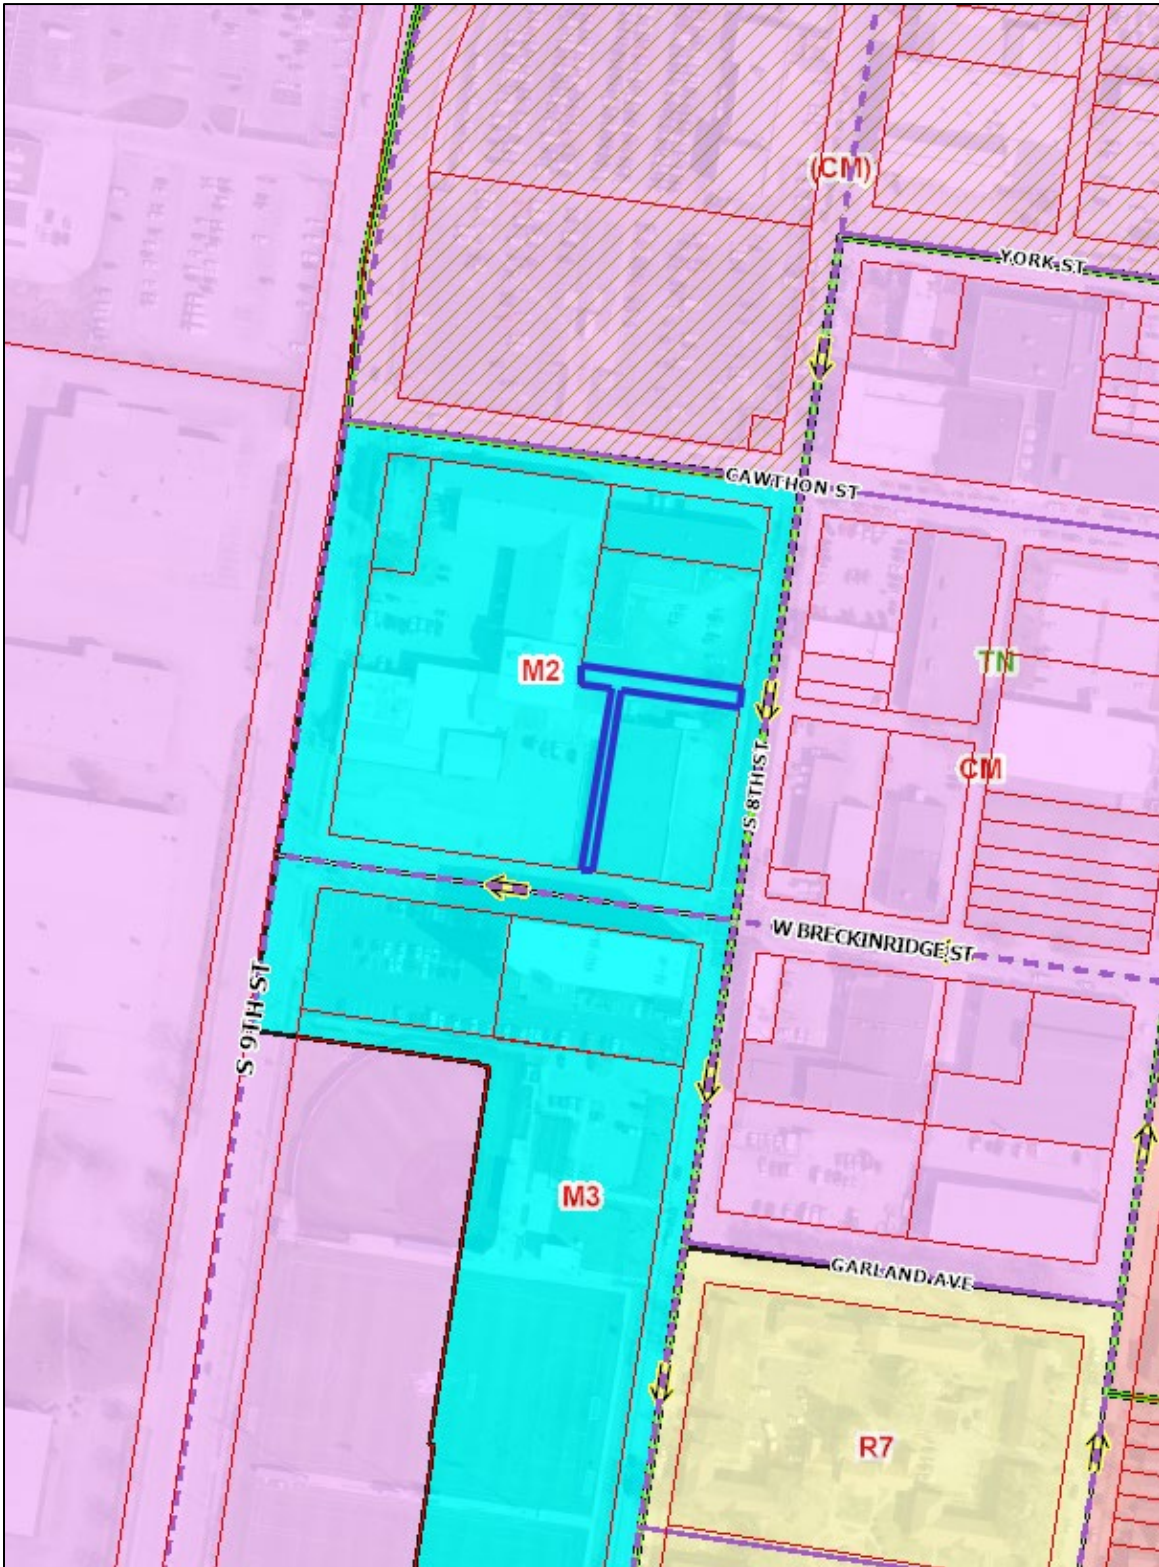 (CM)
YORK ST
CAWTHON ST
TN
M2
CM
S 8TH ST
W BRECKINRIDGE ST
S 9TH ST
M3
GARLAND AVE
R7